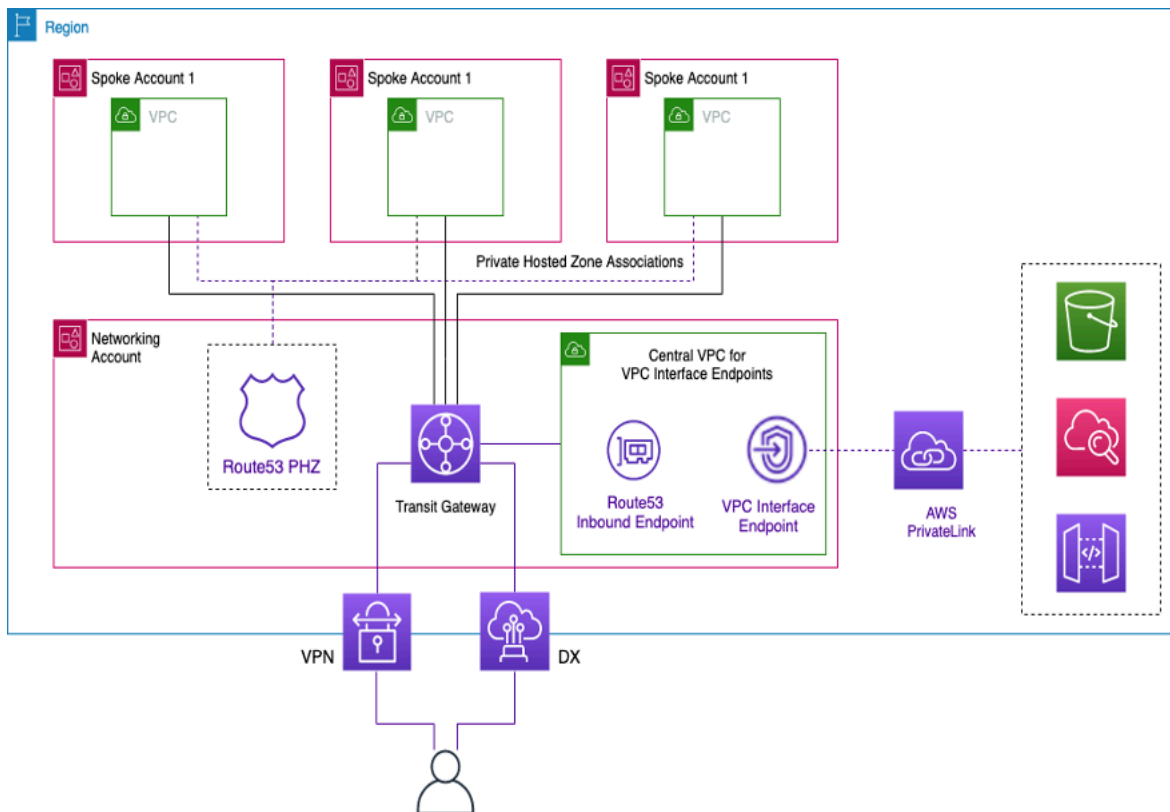 Region
Spoke Account 1
Spoke Account 1
Spoke Account 1
VPC
VPC
VPC
Private Hosted Zone Associations
Networking
Account
Central VPC for
VPC Interface Endpoints
Route53 PHZ
Transit Gateway
Route53
Inbound Endpoint
VPC Interface
Endpoint
AWS
PrivateLink
</>
VPN
DX